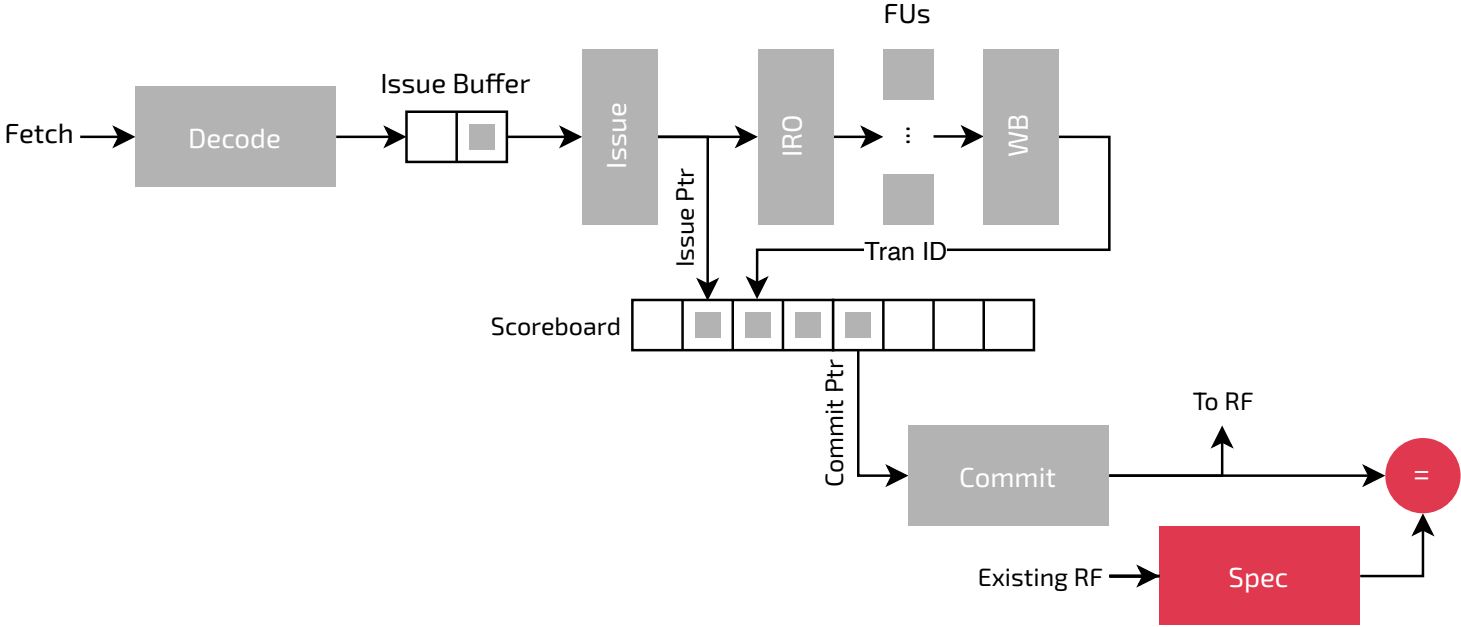 FUs
Issue Buffer
Fetch
Decode
Issue
IRO
...
WB
Issue Ptr
Tran ID
Scoreboard
Commit Ptr
To RF
Commit
=
Existing RF
Spec